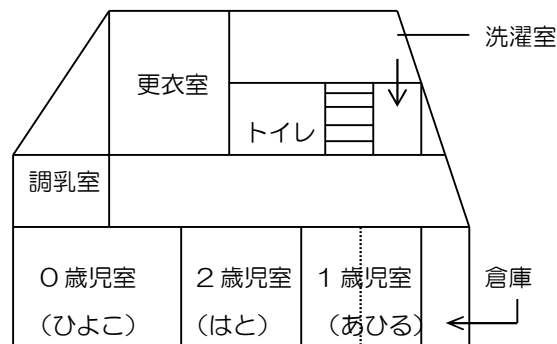 洗濯室
更衣室
トイレ
調乳室
０歳児室
（ひよこ）
２歳児室
（はと）
１歳児室
（あひる）
倉庫